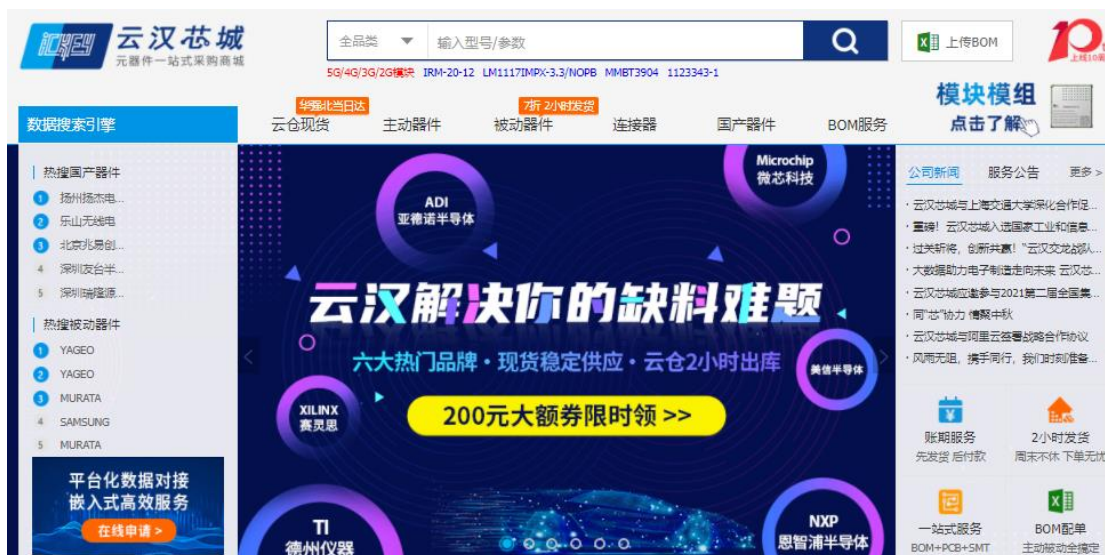 ICKEY
云汉芯城
元器件一站式采购商城
全品类
输入型号/参数
上传BOM
上线10周
5G/4G/3G/2G模块 IRM-20-12 LM1117IMPX-3.3/NOPB MMBT3904 1123343-1
模块模组
点击了解
华强北当日达
7折 2小时发货
数据搜索引擎
云仓现货
主动器件
被动器件
连接器
国产器件
BOM服务
热搜国产器件
1 扬州扬杰电...
2 乐山无线电
3 北京兆易创...
4 深圳友台半...
5 深圳瑞隆源...
热搜被动器件
1 YAGEO
2 YAGEO
3 MURATA
4 SAMSUNG
5 MURATA
平台化数据对接
嵌入式高效服务
在线申请 >
ADI
亚德诺半导体
Microchip
微芯科技
云汉解决你的缺料难题
六大热门品牌·现货稳定供应·云仓2小时出库
美信半导体
XILINX
赛灵思
200元大额券限时领 >>
TI
德州仪器
NXP
恩智浦半导体
公司新闻
服务公告
更多 >
· 云汉芯城与上海交通大学深化合作促...
· 重磅！云汉芯城入选国家工业和信息...
· 过关斩将，创新共赢！“云汉交龙战队...
· 大数据助力电子制造走向未来 云汉芯...
· 云汉芯城应邀参与2021第二届全国集...
· 同“芯”协力 情聚中秋
· 云汉芯城与阿里云签署战略合作协议
· 风雨无阻，携手同行，我们时刻准备...
账期服务
先发货 后付款
2小时发货
周末不休 下单无忧
一站式服务
BOM+PCB+SMT
BOM配单
主动被动全搞定